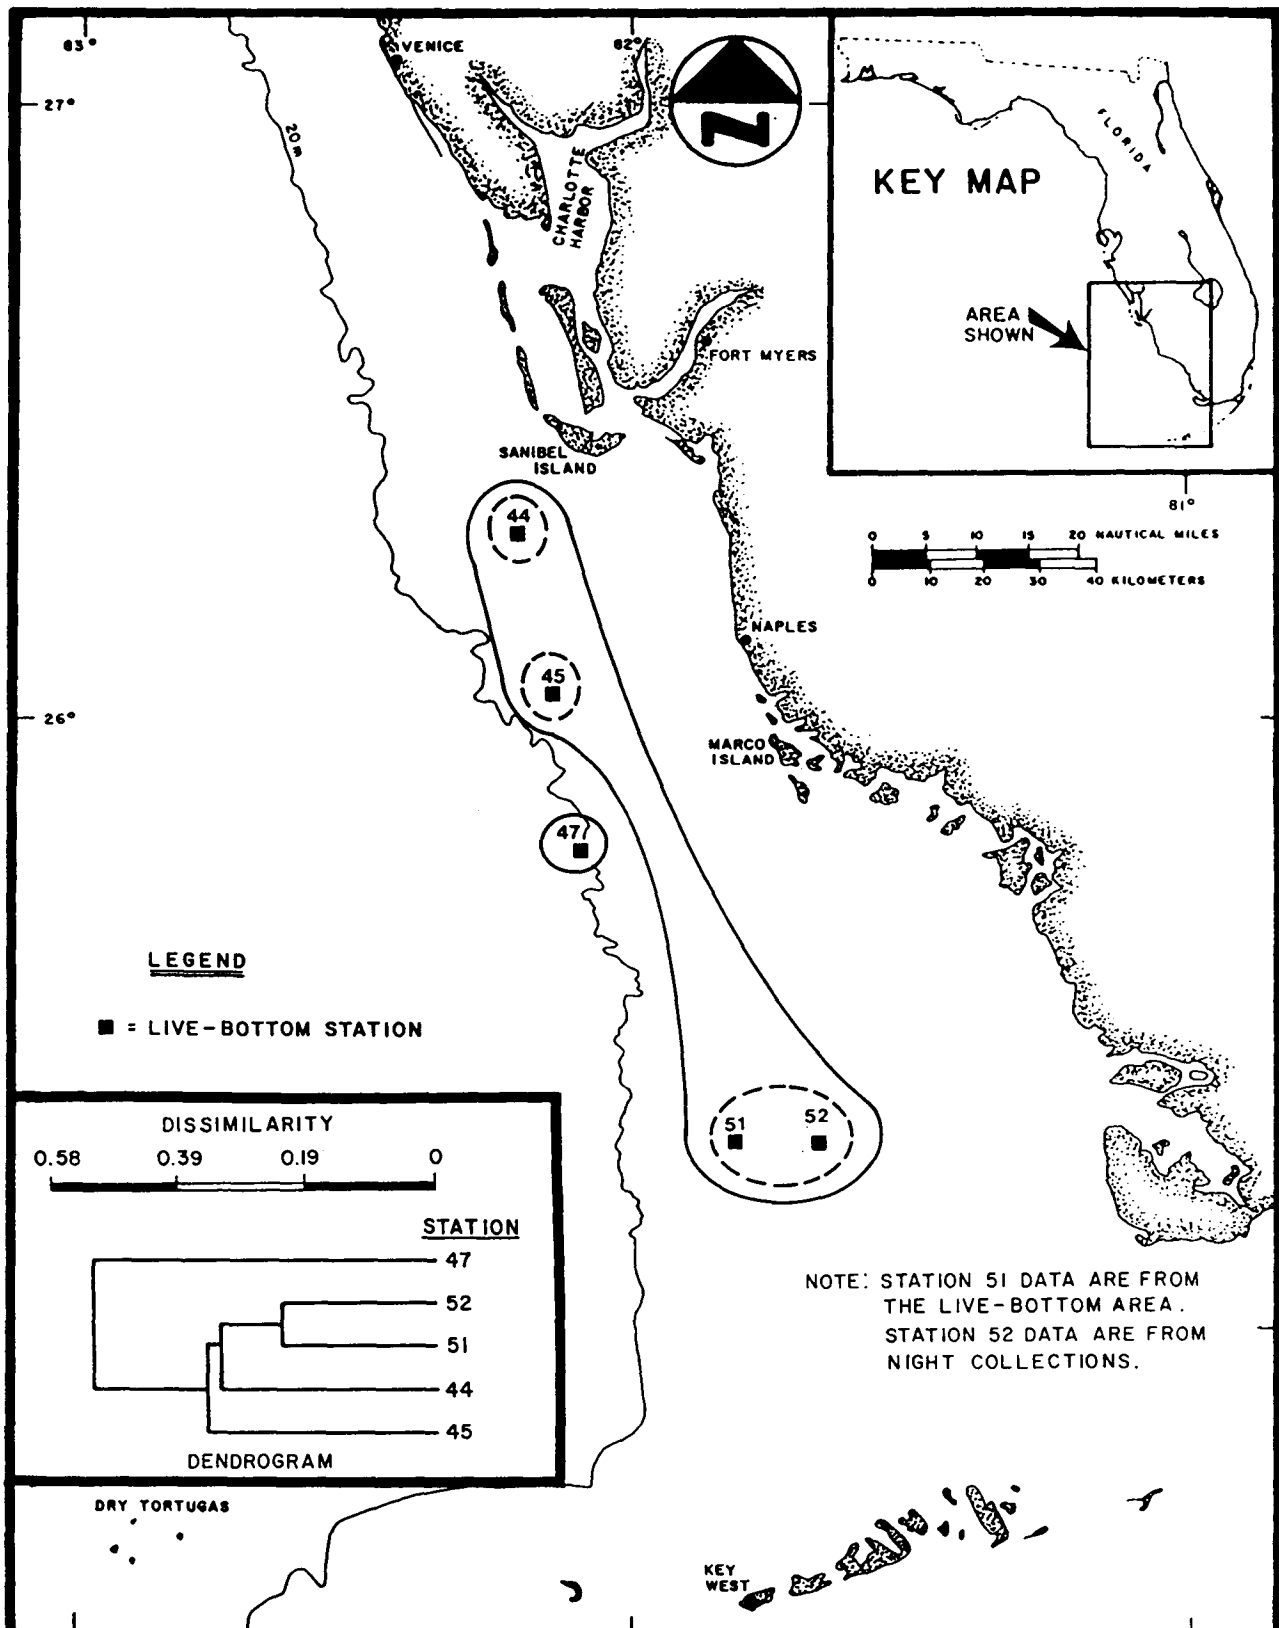 83°
82°
VENICE
27°
20m
CHARLOTTE
HARBOR
FLORIDA
KEY MAP
AREA
SHOWN
FORT MYERS
SANIBEL
ISLAND
81°
44
0 5 10 15 20 NAUTICAL MILES
0 10 20 30 40 KILOMETERS
NAPLES
45
26°
MARCO
ISLAND
47
LEGEND
■ = LIVE-BOTTOM STATION
51
52
DISSIMILARITY
0.58 0.39 0.19 0
STATION
47
52
51
44
45
DENDROGRAM
NOTE: STATION 51 DATA ARE FROM
THE LIVE-BOTTOM AREA.
STATION 52 DATA ARE FROM
NIGHT COLLECTIONS.
DRY TORTUGAS
KEY
WEST